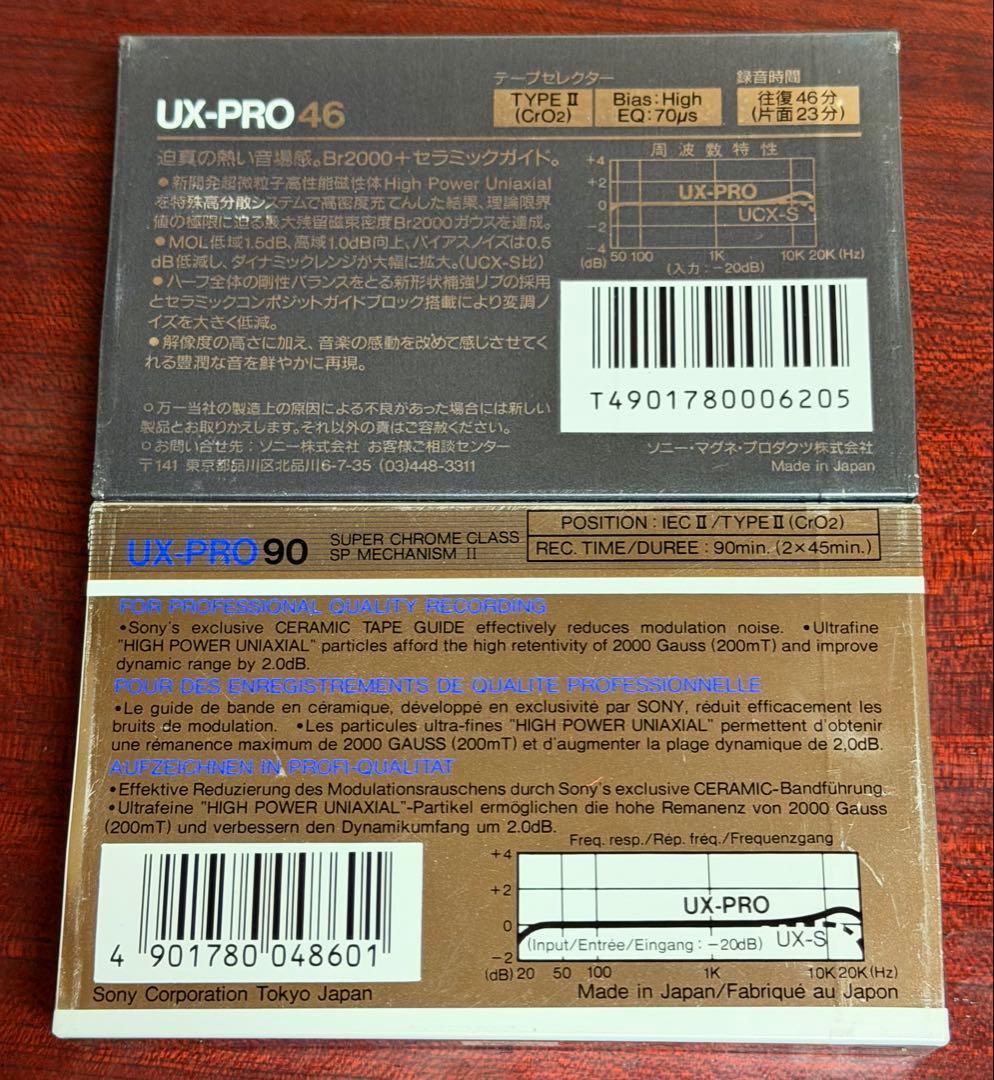 テープセレクター
録音時間
UX-PRO 46
TYPE II (CrO2)
Bias:High EQ:70μs
往復46分 (片面23分)
迫真の熱い音場感。Br2000+セラミックガイド。
●新開発超微粒子高性能磁性体High Power Uniaxial
を特殊高分散システムで高密度充てんした結果、理論限界
値の極限に迫る最大残留磁束密度Br2000ガウスを達成。
●MOL低域1.5dB、高域1.0dB向上、バイアスノイズは0.5
dB低減し、ダイナミックレンジが大幅に拡大。(UCX-S比)
●ハーフ全体の剛性バランスをとる新形状補強リブの採用
とセラミックコンポジットガイドブロック搭載により変調ノ
イズを大きく低減。
●解像度の高さに加え、音楽の感動を改めて感じさせてく
れる豊潤な音を鮮やかに再現。
周波数特性
+4
+2
0
-2
-4
UX-PRO
UCX-S
(dB) 50 100 1K 10K 20K (Hz)
(入力:-20dB)
T4901780006205
○万一当社の製造上の原因による不良があった場合には新しい
製品とお取りかえします。それ以外の責はご容赦ください。
○お問い合せ先:ソニー株式会社 お客様ご相談センター
〒141 東京都品川区北品川6-7-35 (03)448-3311
ソニー・マグネ・プロダクツ株式会社
Made in Japan
UX-PRO 90
SUPER CHROME CLASS
SP MECHANISM II
POSITION : IEC II/TYPE II (CrO2)
REC. TIME/DUREE : 90min. (2×45min.)
FOR PROFESSIONAL QUALITY RECORDING
•Sony's exclusive CERAMIC TAPE GUIDE effectively reduces modulation noise. •Ultrafine
"HIGH POWER UNIAXIAL" particles afford the high retentivity of 2000 Gauss (200mT) and improve
dynamic range by 2.0dB.
POUR DES ENREGISTREMENTS DE QUALITE PROFESSIONNELLE
•Le guide de bande en céramique, développé en exclusivité par SONY, réduit efficacement les
bruits de modulation. •Les particules ultra-fines "HIGH POWER UNIAXIAL" permettent d'obtenir
une rémanence maximum de 2000 GAUSS (200mT) et d'augmenter la plage dynamique de 2,0dB.
AUFZEICHNEN IN PROFI-QUALITAT
•Effektive Reduzierung des Modulationsrauschens durch Sony's exclusive CERAMIC-Bandführung.
•Ultrafeine "HIGH POWER UNIAXIAL"-Partikel ermöglichen die hohe Remanenz von 2000 Gauss
(200mT) und verbessern den Dynamikumfang um 2.0dB.
Freq. resp./Rép. fréq./Frequenzgang
+4
+2
0
-2
UX-PRO
(Input/Entrée/Eingang : -20dB)
UX-S
(dB) 20 50 100 1K 10K 20K (Hz)
4 901780 048601
Sony Corporation Tokyo Japan
Made in Japan/Fabriqué au Japon